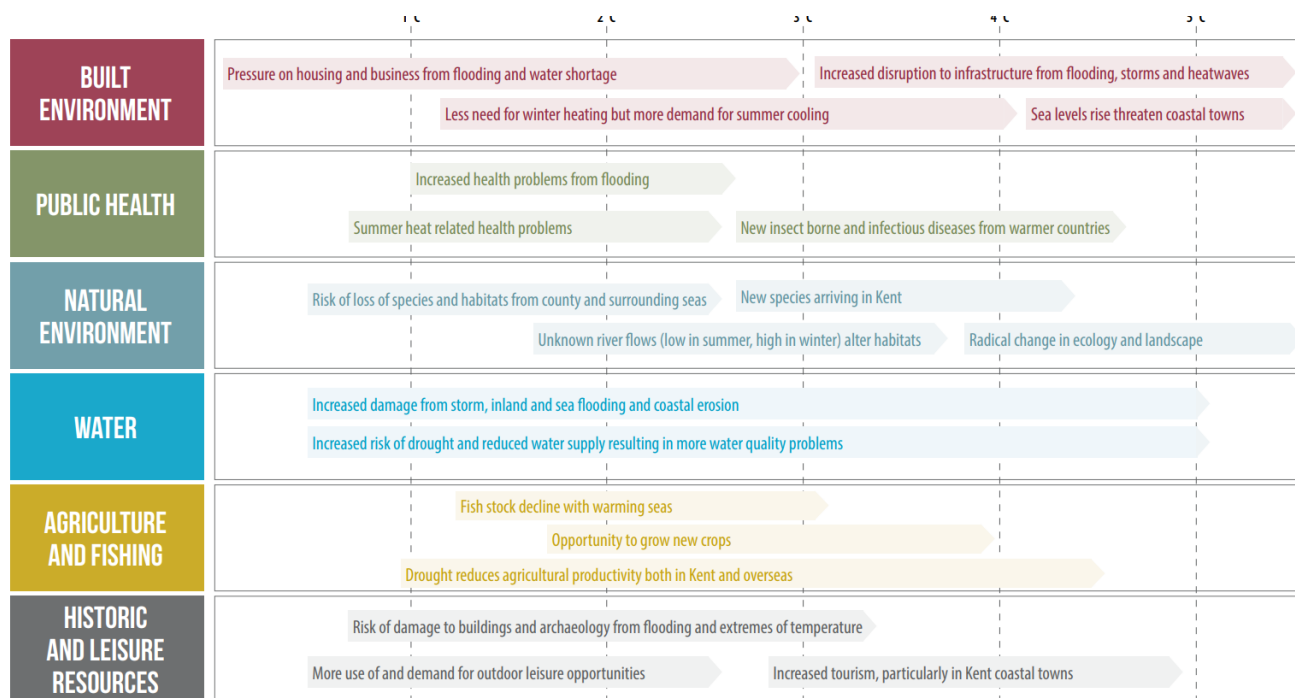 1°C 2°C 3°C 4°C 5°C
BUILT
ENVIRONMENT
Pressure on housing and business from flooding and water shortage
Increased disruption to infrastructure from flooding, storms and heatwaves
Less need for winter heating but more demand for summer cooling
Sea levels rise threaten coastal towns
PUBLIC HEALTH
Increased health problems from flooding
Summer heat related health problems
New insect borne and infectious diseases from warmer countries
NATURAL
ENVIRONMENT
Risk of loss of species and habitats from county and surrounding seas
New species arriving in Kent
Unknown river flows (low in summer, high in winter) alter habitats
Radical change in ecology and landscape
WATER
Increased damage from storm, inland and sea flooding and coastal erosion
Increased risk of drought and reduced water supply resulting in more water quality problems
AGRICULTURE
AND FISHING
Fish stock decline with warming seas
Opportunity to grow new crops
Drought reduces agricultural productivity both in Kent and overseas
HISTORIC
AND LEISURE
RESOURCES
Risk of damage to buildings and archaeology from flooding and extremes of temperature
More use of and demand for outdoor leisure opportunities
Increased tourism, particularly in Kent coastal towns